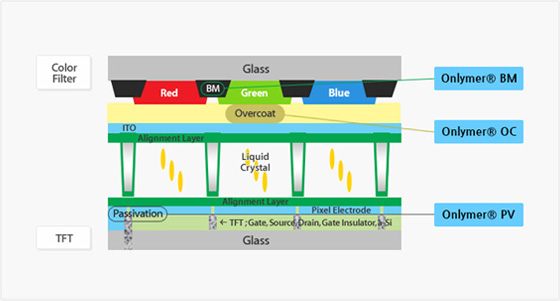 Color
Filter
Glass
Red
BM
Green
Blue
Onlymer® BM
Overcoat
ITO
Onlymer® OC
Alignment Layer
Liquid
Crystal
Alignment Layer
Passivation
Pixel Electrode
Onlymer® PV
← TFT ; Gate, Source, Drain, Gate Insulator, a-Si
TFT
Glass